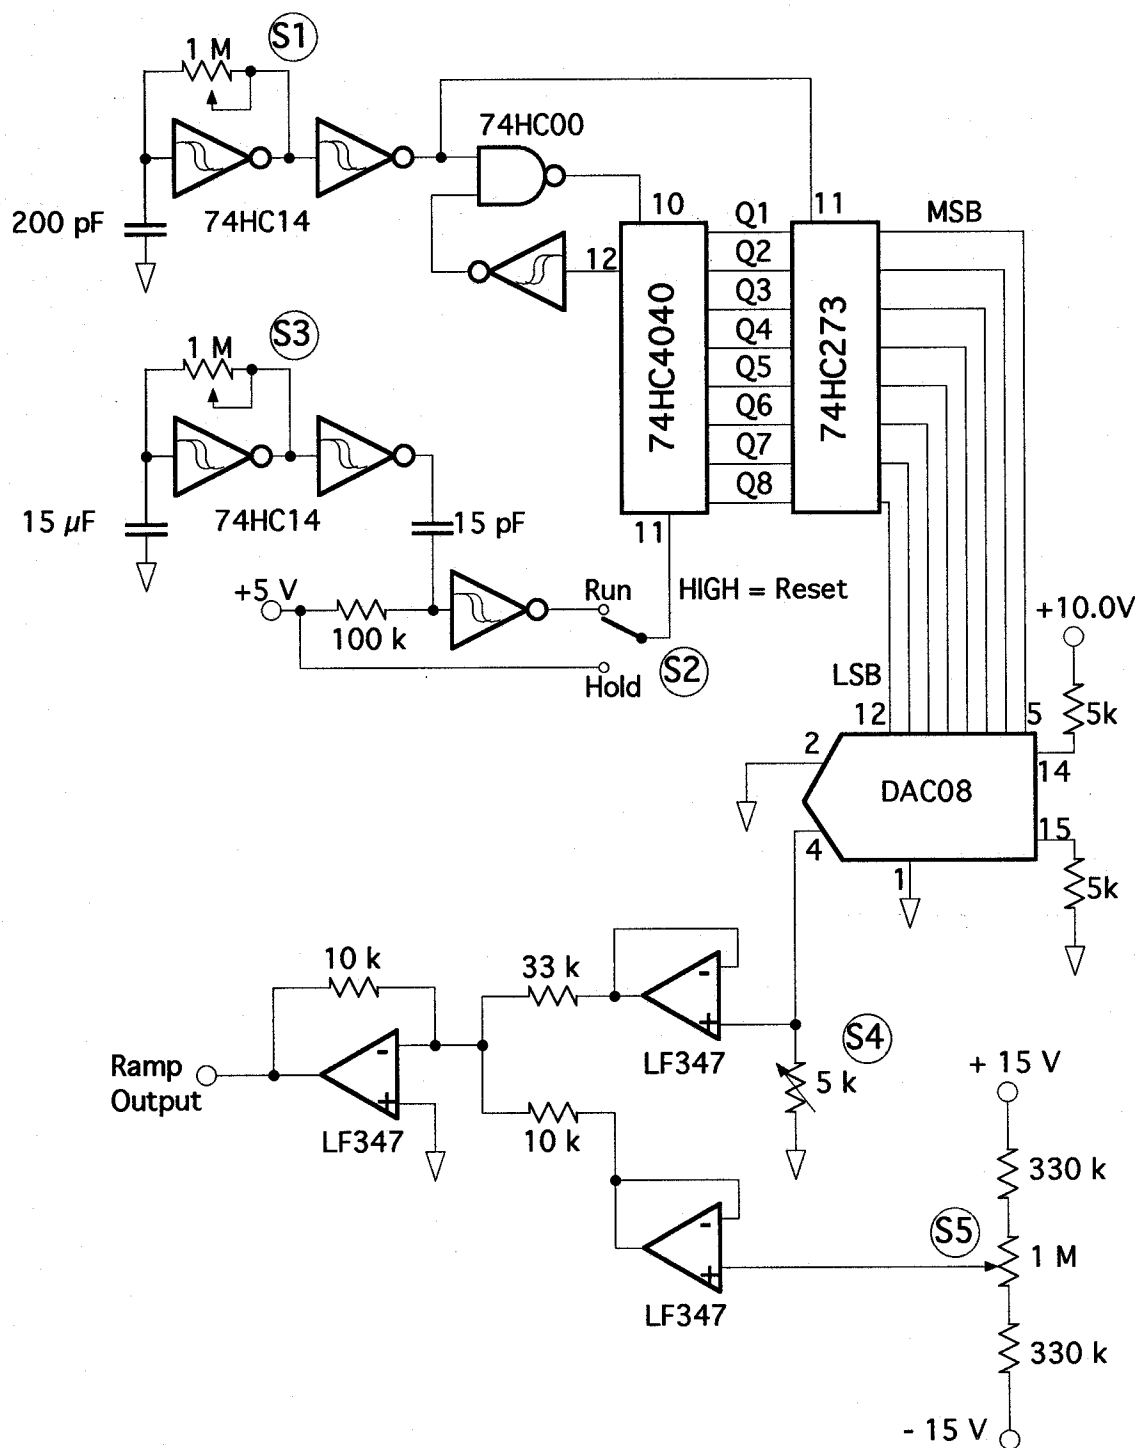 S1
1 M
74HC00
200 pF
74HC14
10
Q1
11
MSB
12
Q2
Q3
Q4
Q5
Q6
Q7
Q8
74HC4040
74HC273
S3
1 M
15 µF
74HC14
15 pF
11
+5 V
100 k
Run
HIGH = Reset
Hold
S2
+10.0V
LSB
12
5
5k
2
14
DAC08
15
4
1
5k
10 k
33 k
-
+
S4
LF347
5 k
Ramp
Output
-
+
LF347
10 k
+ 15 V
330 k
-
+
S5
1 M
LF347
330 k
- 15 V